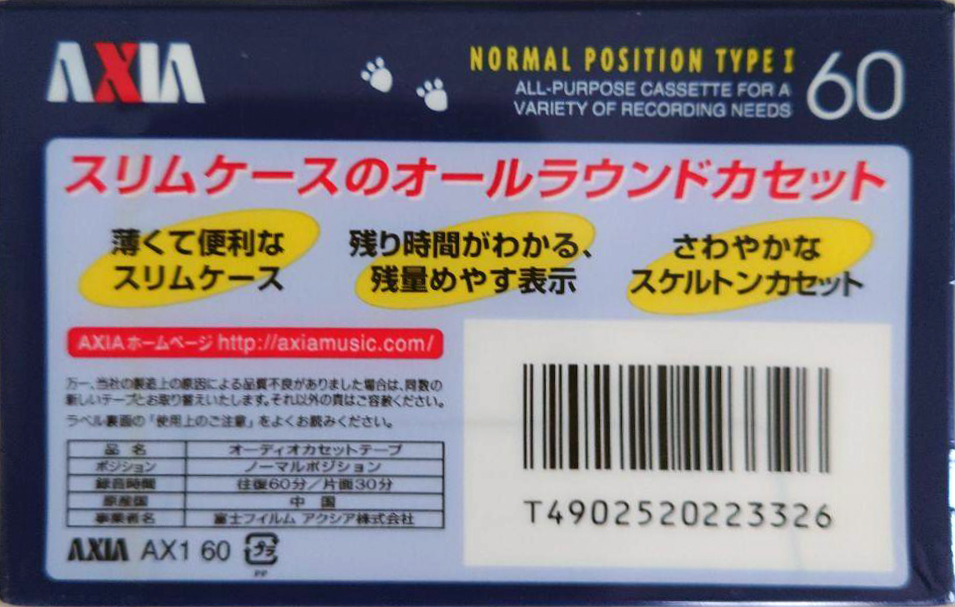 AXIA
NORMAL POSITION TYPE I
ALL-PURPOSE CASSETTE FOR A
VARIETY OF RECORDING NEEDS
60
スリムケースのオールラウンドカセット
薄くて便利な
スリムケース
残り時間がわかる、
残量めやす表示
さわやかな
スケルトンカセット
AXIAホームページ http://axiamusic.com/
万一、当社の製造上の原因による品質不良がありました場合は、同数の
新しいテープとお取り替えいたします。それ以外の責はご容赦ください。
ラベル裏面の「使用上のご注意」をよくお読みください。
品名 オーディオカセットテープ
ポジション ノーマルポジション
録音時間 往復60分/片面30分
原産国 中国
事業者名 富士フイルム アクシア株式会社
AXIA AX1 60 プラ
PP
T4902520223326